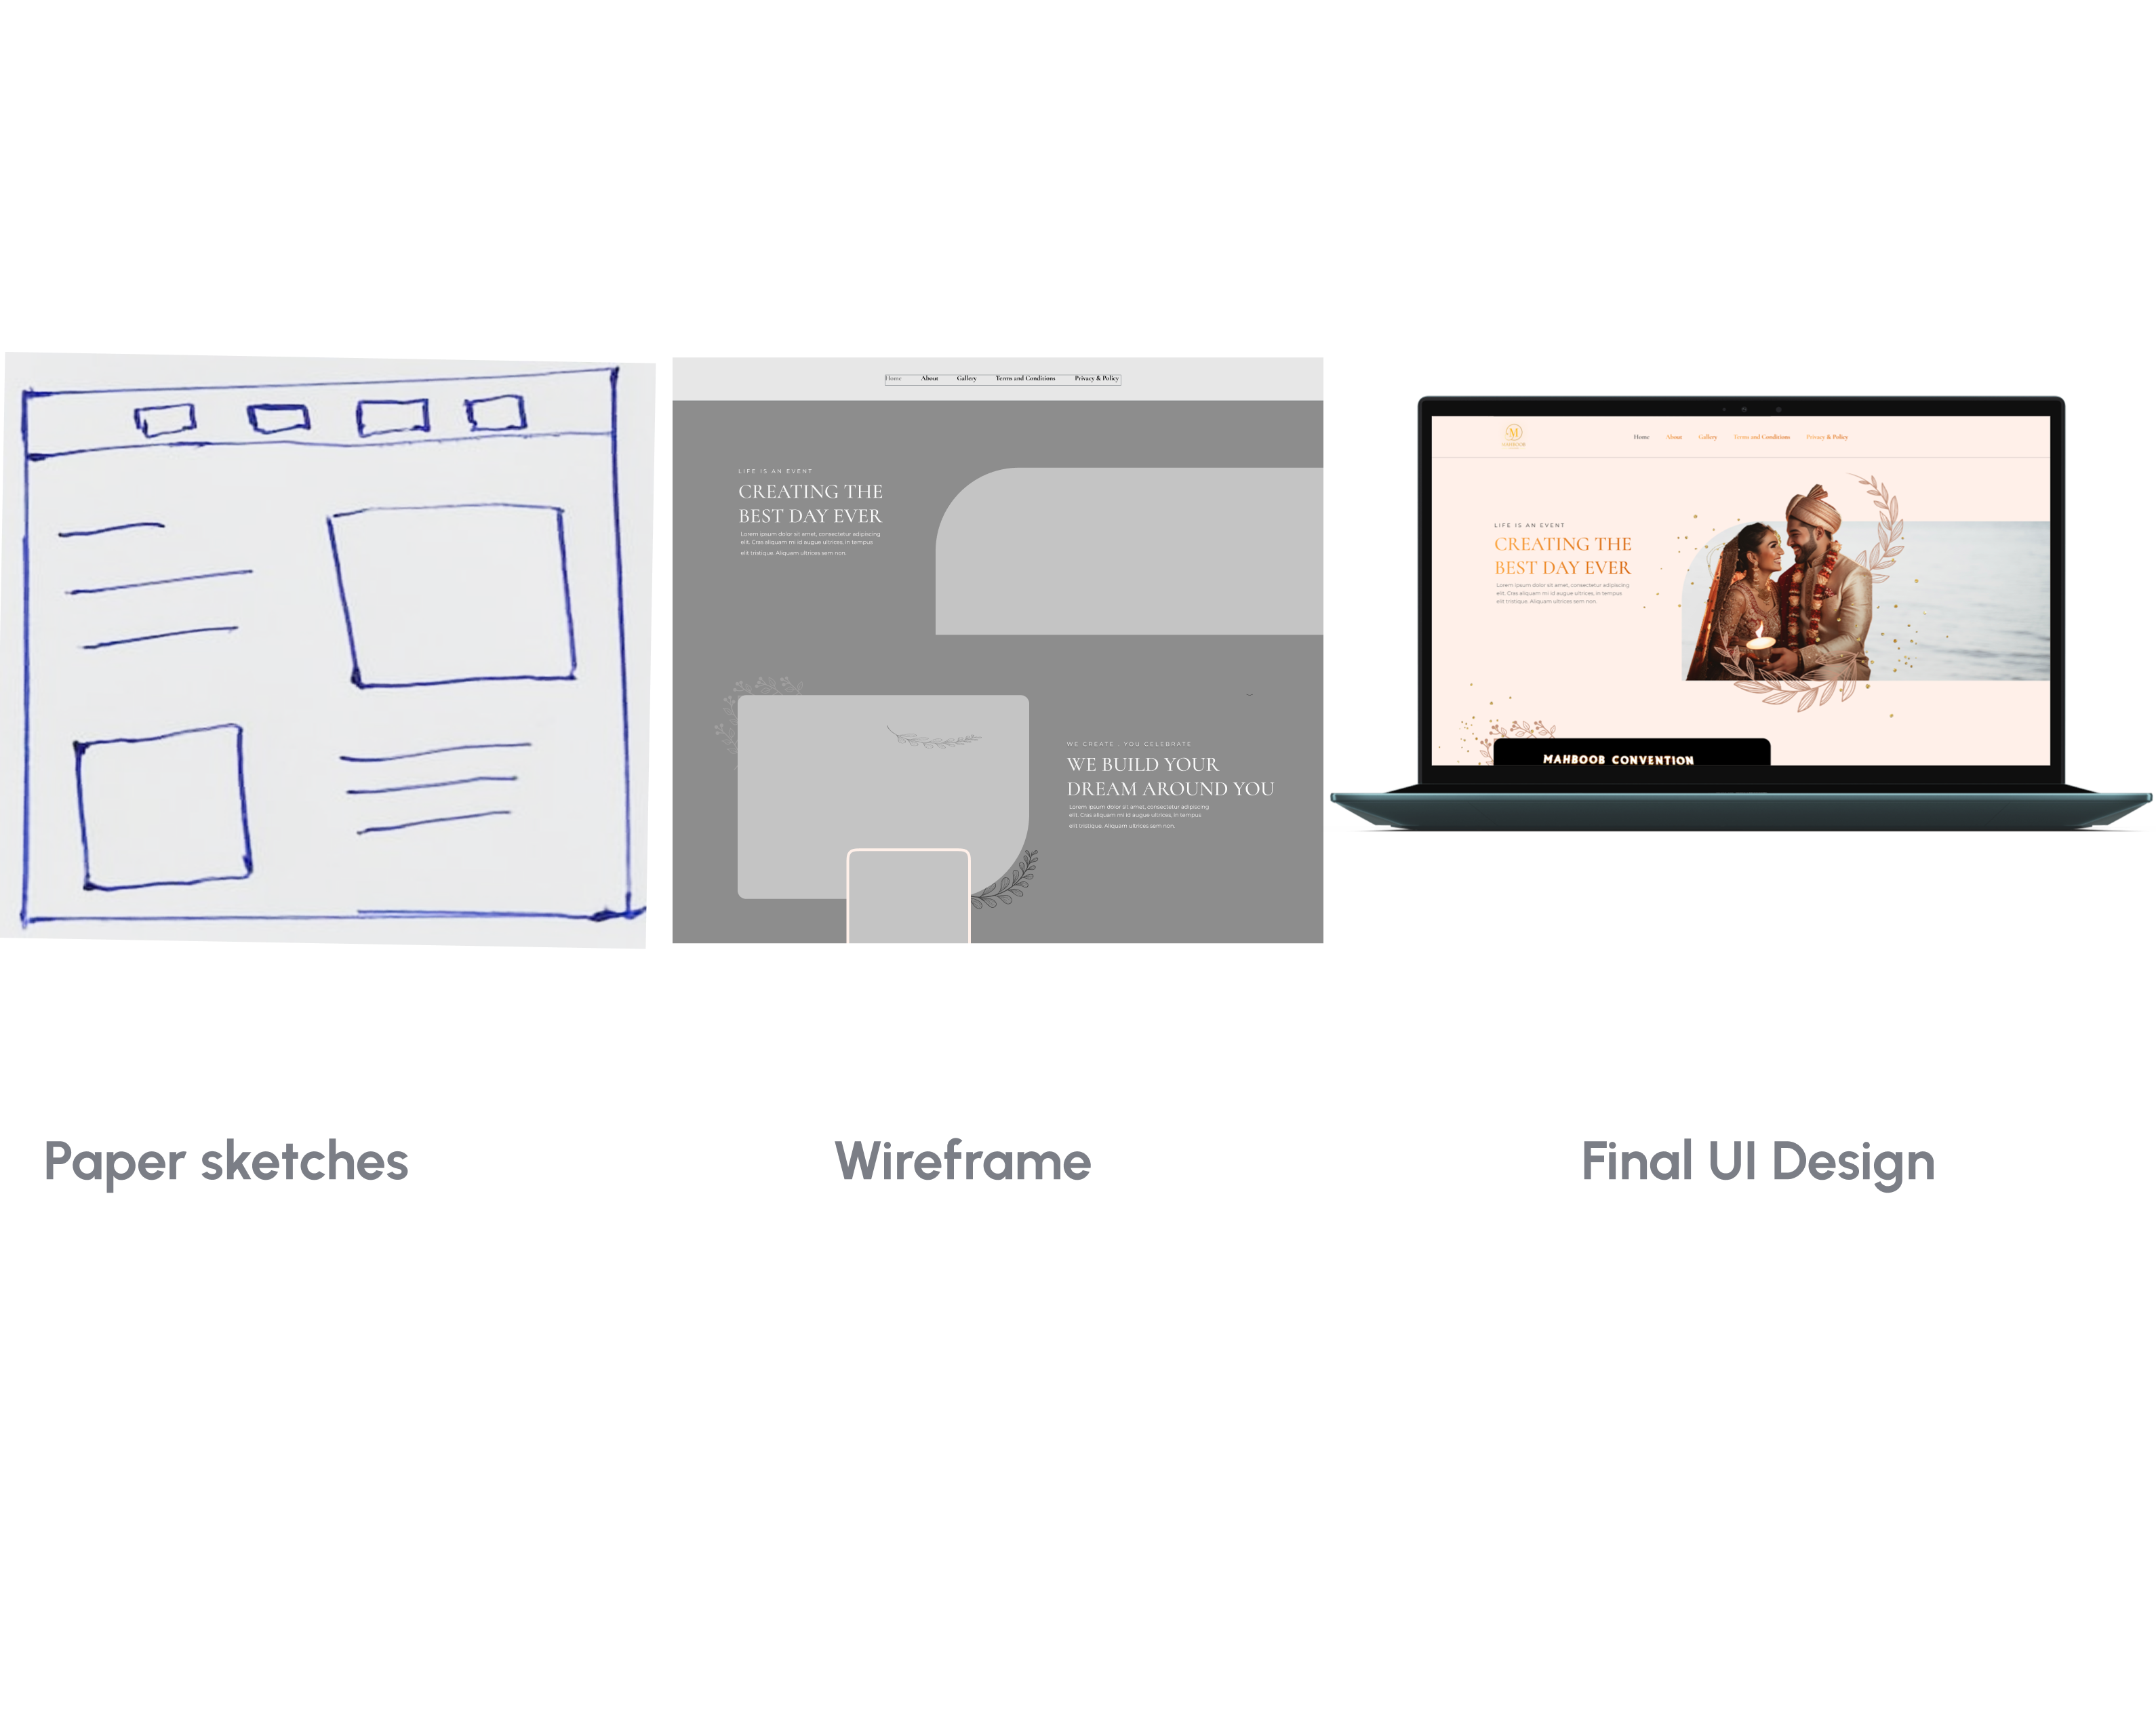 Home About Gallery Terms and Conditions Privacy & Policy
LIFE IS AN EVENT
CREATING THE
BEST DAY EVER
Lorem ipsum dolor sit amet, consectetur adipiscing
elit. Cras aliquam mi id augue ultrices, in tempus
elit tristique. Aliquam ultrices sem non.
WE CREATE . YOU CELEBRATE
WE BUILD YOUR
DREAM AROUND YOU
Lorem ipsum dolor sit amet, consectetur adipiscing
elit. Cras aliquam mi id augue ultrices, in tempus
elit tristique. Aliquam ultrices sem non.
M
MAHBOOB
Home About Gallery Terms and Conditions Privacy & Policy
LIFE IS AN EVENT
CREATING THE
BEST DAY EVER
Lorem ipsum dolor sit amet, consectetur adipiscing
elit. Cras aliquam mi id augue ultrices, in tempus
elit tristique. Aliquam ultrices sem non.
MAHBOOB CONVENTION
Paper sketches
Wireframe
Final UI Design